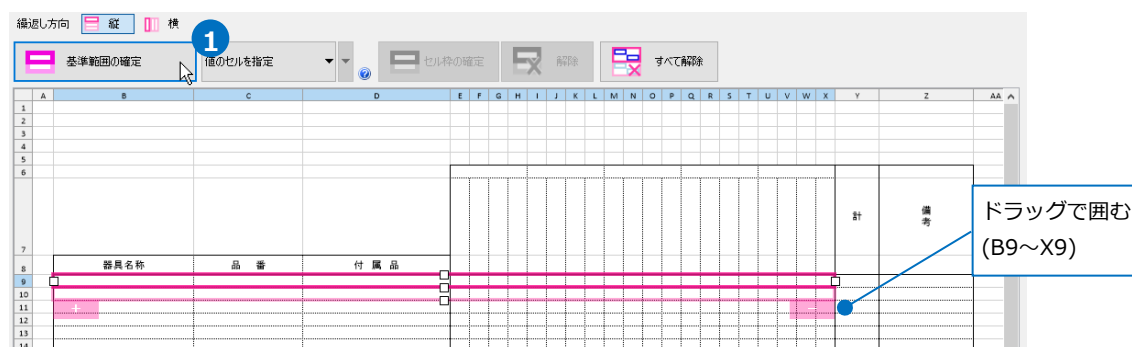 繰返し方向 縦 横
1
基準範囲の確定 値のセルを指定 セル枠の確定 解除 すべて解除
A B C D E F G H I J K L M N O P Q R S T U V W X Y Z AA
1
2
3
4
5
6
7 計 備考
8 器具名称 品 番 付 属 品
9
10
11 + −
12
13
14
ドラッグで囲む
(B9～X9)